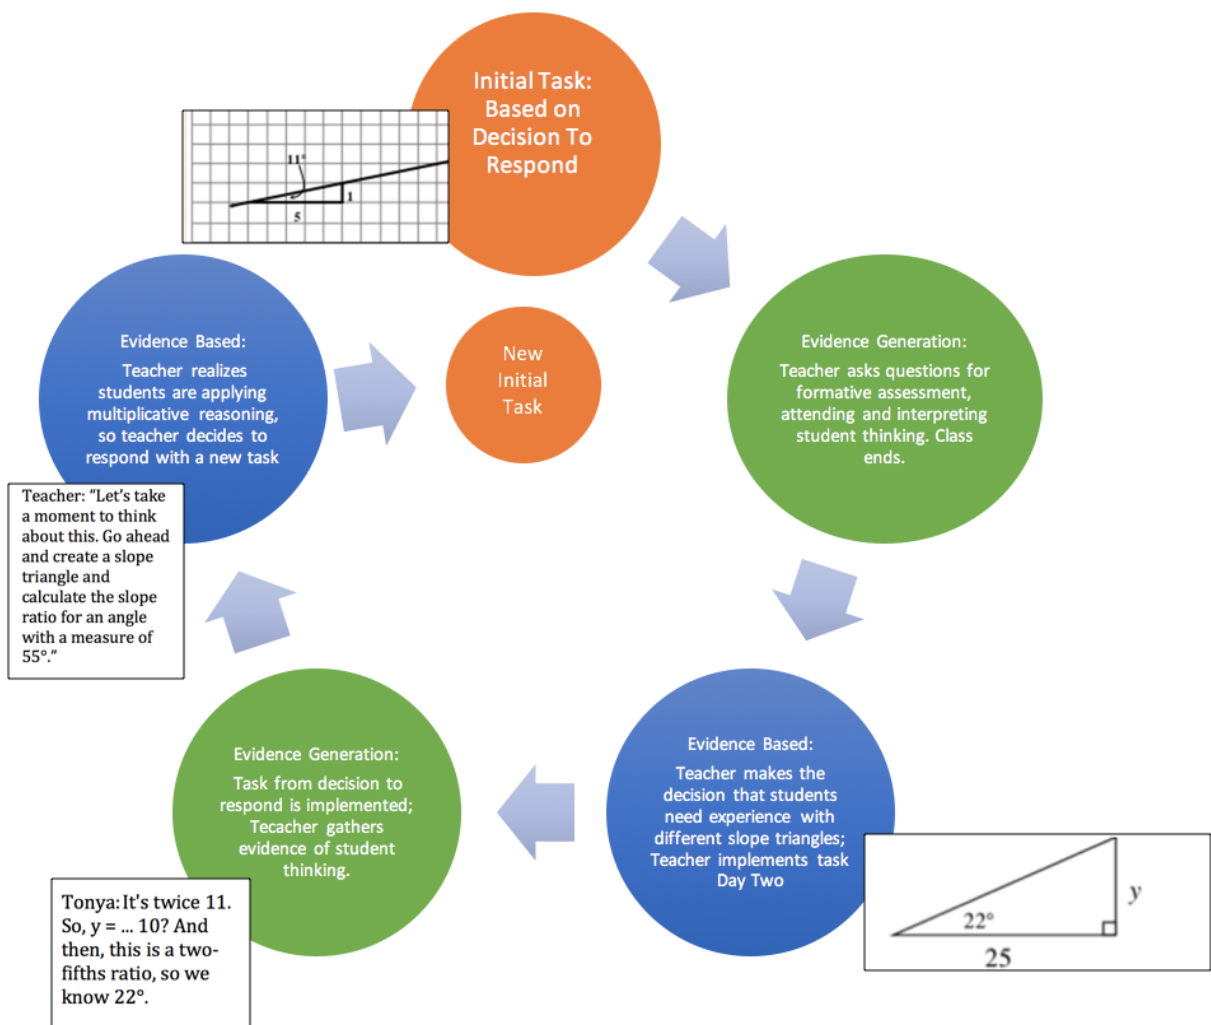 Initial Task:
Based on
Decision To
Respond
11°
1
5
Evidence Generation:
Teacher asks questions for
formative assessment,
attending and interpreting
student thinking. Class
ends.
Evidence Based:
Teacher makes the
decision that students
need experience with
different slope triangles;
Teacher implements task
Day Two
22°
y
25
Evidence Generation:
Task from decision to
respond is implemented;
Tecacher gathers
evidence of student
thinking.
Tonya: It's twice 11.
So, y = ... 10? And
then, this is a two-
fifths ratio, so we
know 22°.
Evidence Based:
Teacher realizes
students are applying
multiplicative reasoning,
so teacher decides to
respond with a new task
Teacher: “Let’s take
a moment to think
about this. Go ahead
and create a slope
triangle and
calculate the slope
ratio for an angle
with a measure of
55°.”
New
Initial
Task